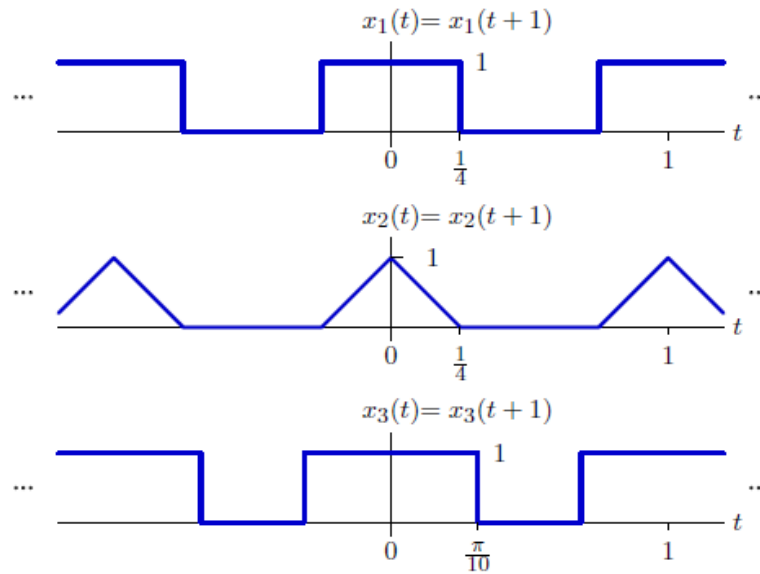 x₁(t)= x₁(t + 1)
1
... ...
t
0 1/4 1
x₂(t)= x₂(t + 1)
1
... ...
t
0 1/4 1
x₃(t)= x₃(t + 1)
1
... ...
t
0 π/10 1